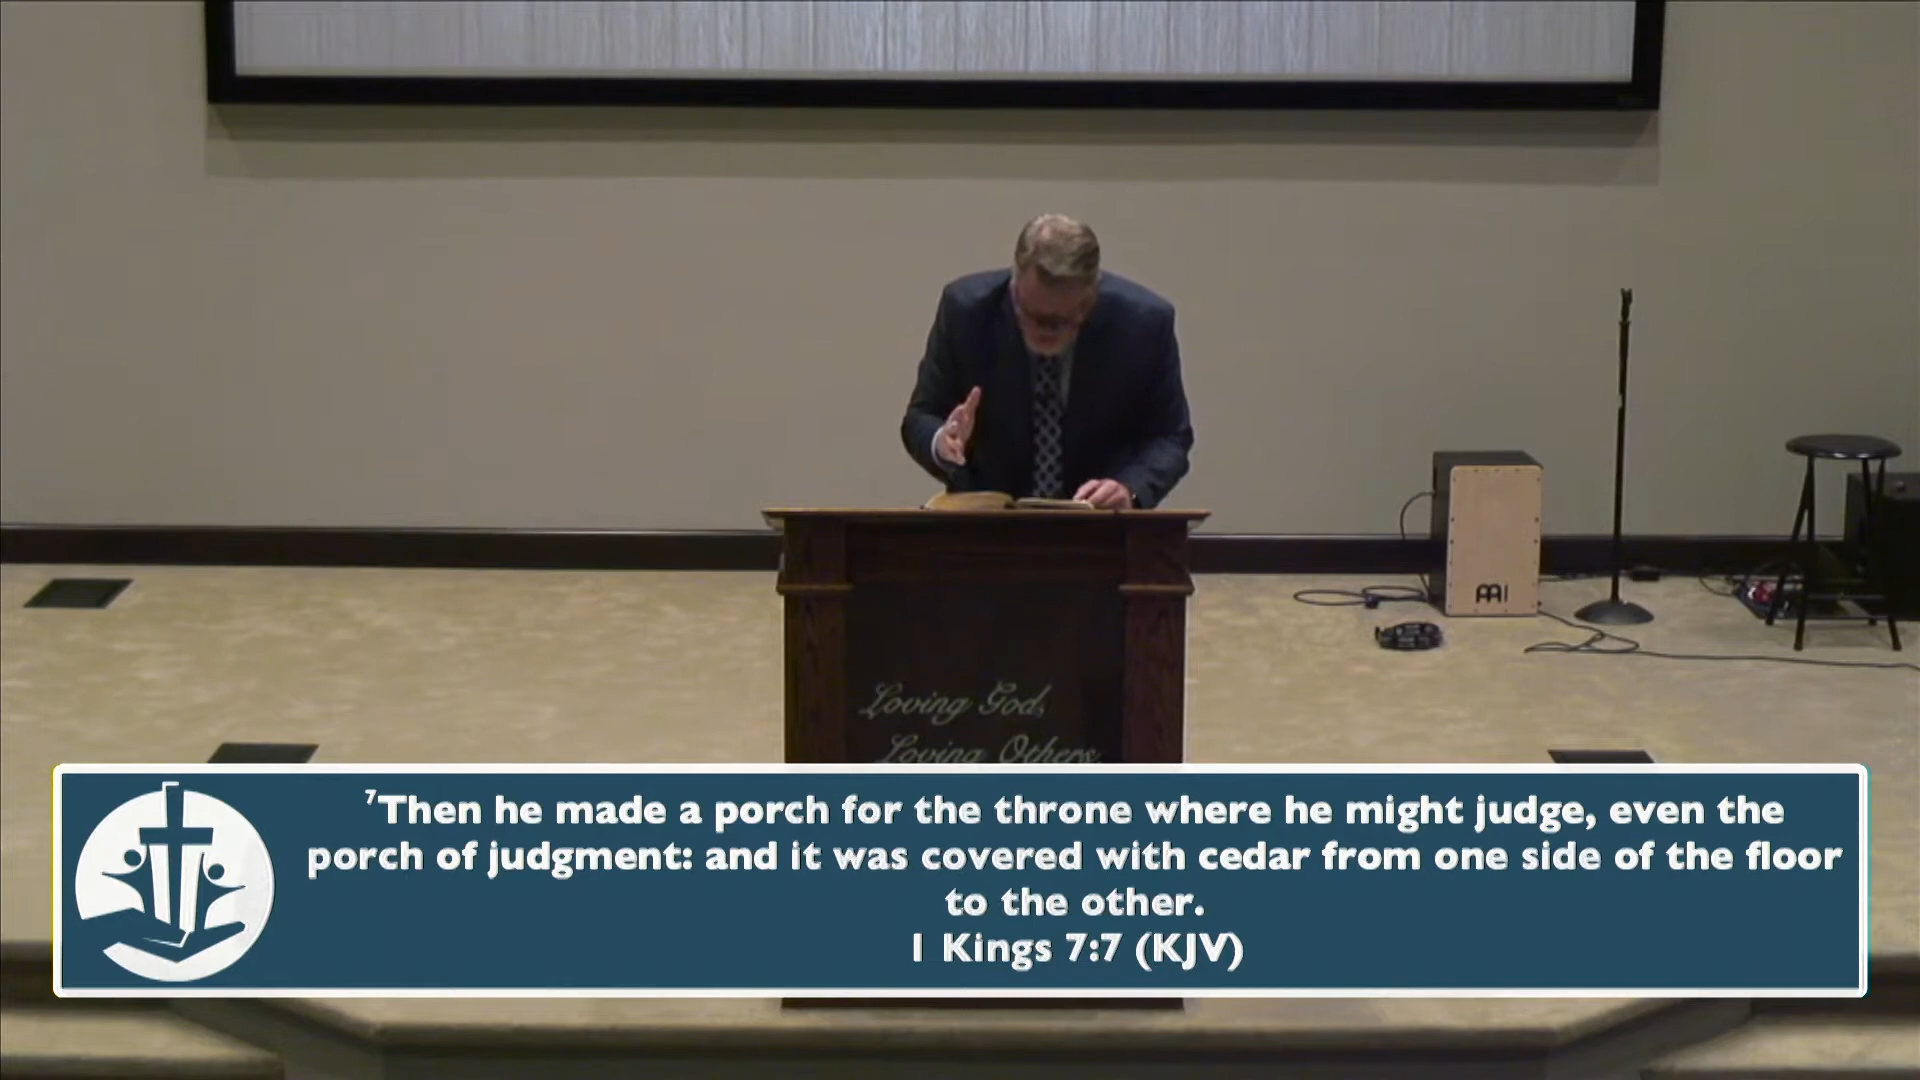 Loving God,
Loving Others
⁷Then he made a porch for the throne where he might judge, even the
porch of judgment: and it was covered with cedar from one side of the floor
to the other.
1 Kings 7:7 (KJV)